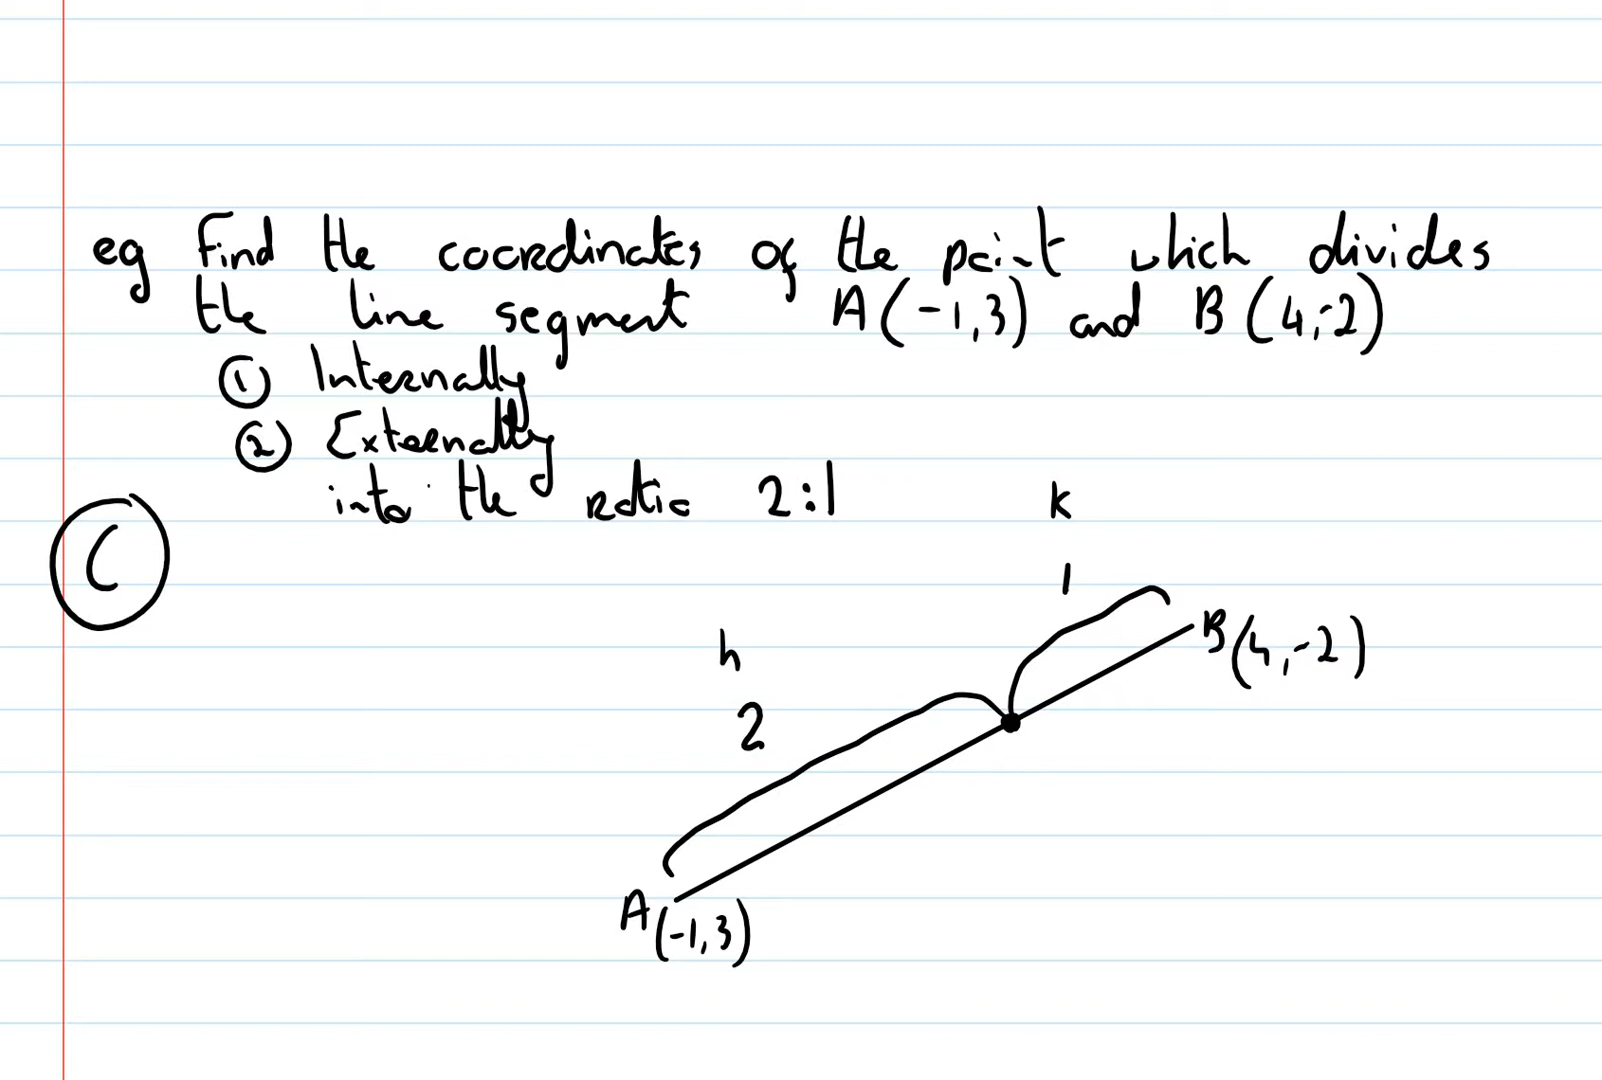 eg Find the coordinates of the point which divides
the line segment A(-1,3) and B(4,-2)
① Internally
② Externally
into the ratio 2:1
k
C
1
B(4,-2)
h
2
A(-1,3)